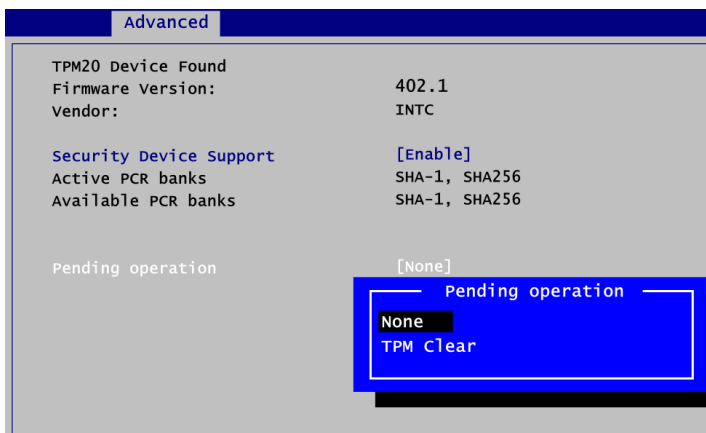 Advanced
TPM20 Device Found
Firmware Version: 402.1
Vendor: INTC
Security Device Support [Enable]
Active PCR banks SHA-1, SHA256
Available PCR banks SHA-1, SHA256
Pending operation [None]
Pending operation
None
TPM Clear